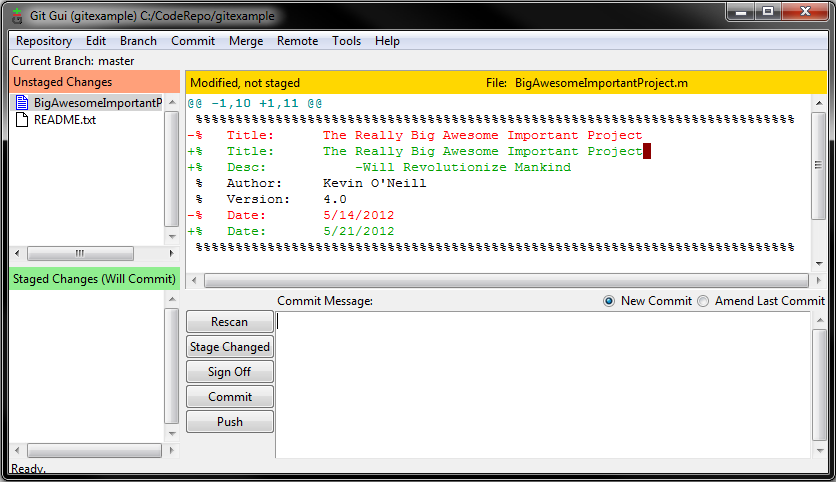 Git Gui (gitexample) C:/CodeRepo/gitexample
Repository Edit Branch Commit Merge Remote Tools Help
Current Branch: master
Unstaged Changes
BigAwesomeImportantP
README.txt
Staged Changes (Will Commit)
Modified, not staged File: BigAwesomeImportantProject.m
@@ -1,10 +1,11 @@
 %%%%%%%%%%%%%%%%%%%%%%%%%%%%%%%%%%%%%%%%%%%%%%%%%%%%%%%%%%%%%%%%%%%%%%%%%%%
-% Title: The Really Big Awesome Important Project
+% Title: The Really Big Awesome Important Project
+% Desc: -Will Revolutionize Mankind
 % Author: Kevin O'Neill
 % Version: 4.0
-% Date: 5/14/2012
+% Date: 5/21/2012
 %%%%%%%%%%%%%%%%%%%%%%%%%%%%%%%%%%%%%%%%%%%%%%%%%%%%%%%%%%%%%%%%%%%%%%%%%%%
Commit Message: New Commit Amend Last Commit
Rescan
Stage Changed
Sign Off
Commit
Push
Ready.